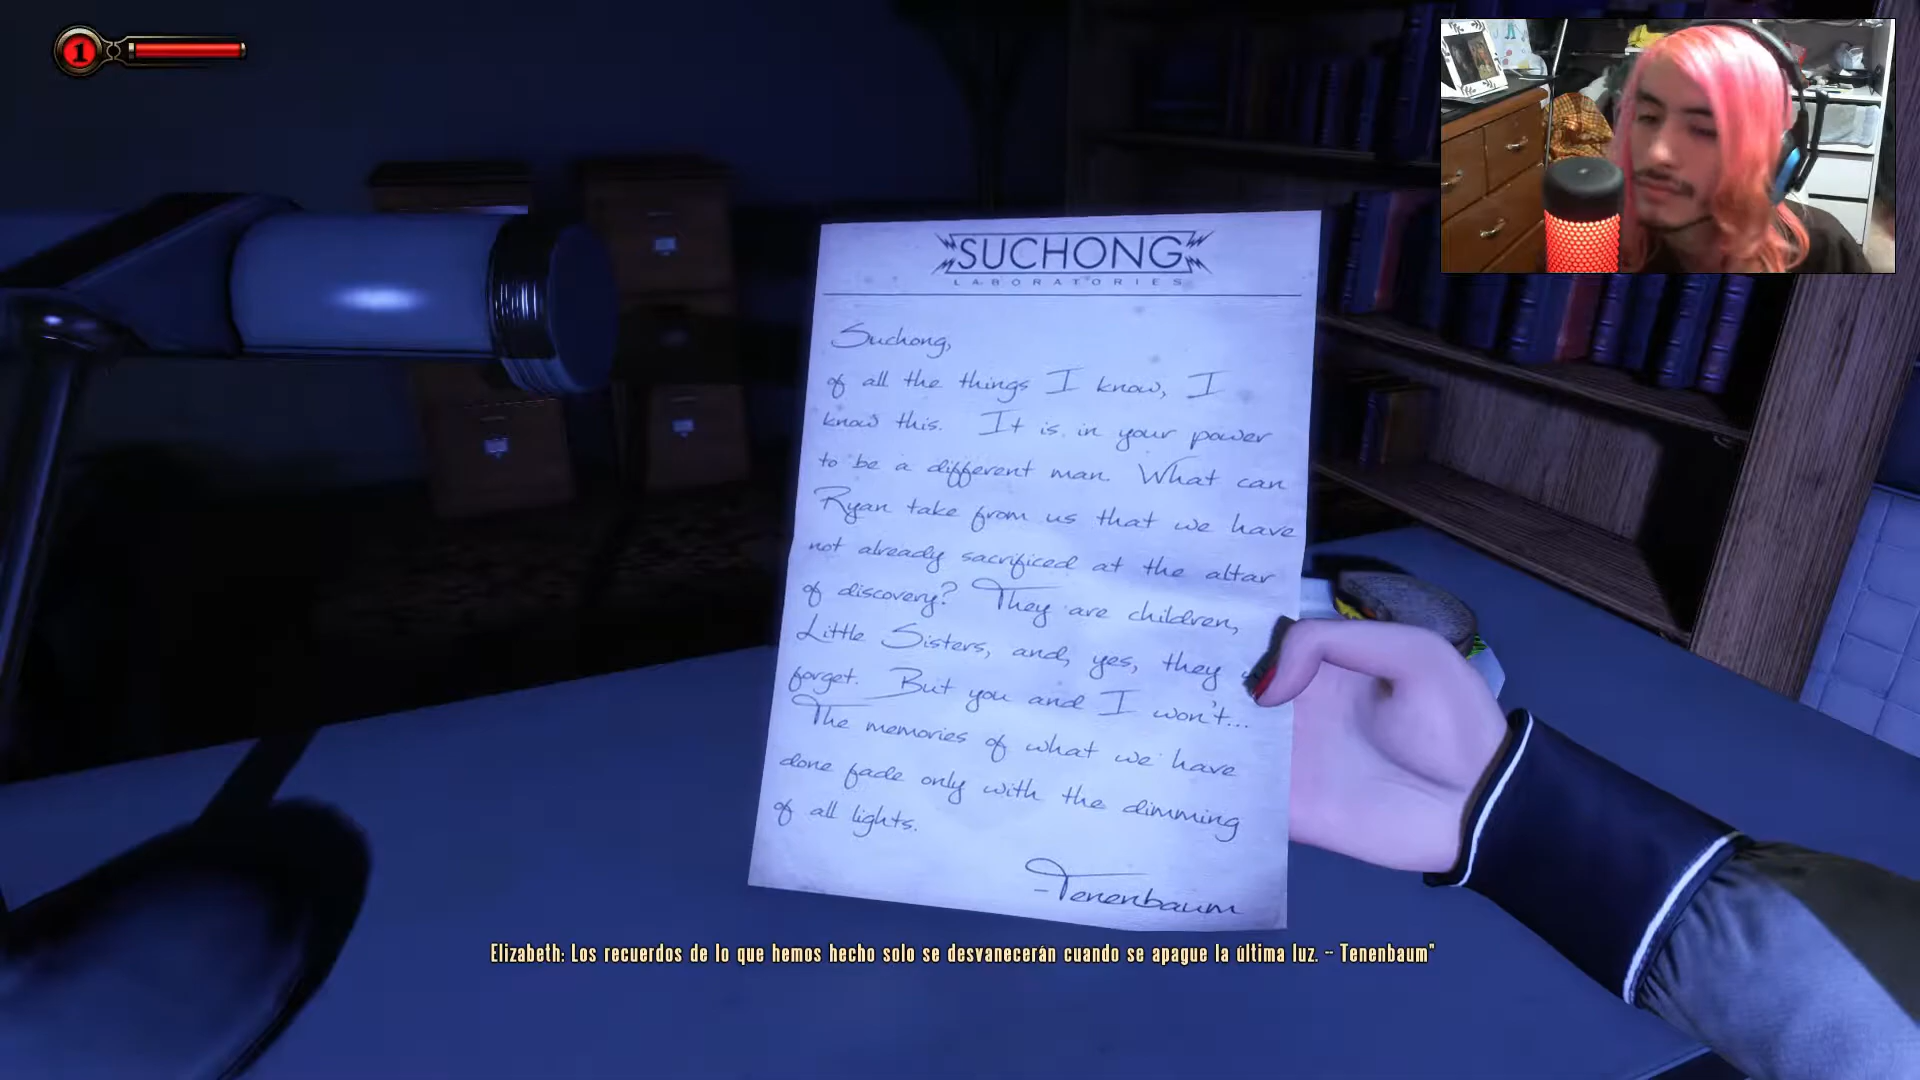 1
SUCHONG
LABORATORIES
Suchong,
of all the things I know, I
know this. It is in your power
to be a different man. What can
Ryan take from us that we have
not already sacrificed at the altar
of discovery? They are children,
Little Sisters, and, yes, they
forget. But you and I won't...
The memories of what we have
done fade only with the dimming
of all lights.
-Tenenbaum
Elizabeth: Los recuerdos de lo que hemos hecho solo se desvanecerán cuando se apague la última luz. - Tenenbaum"